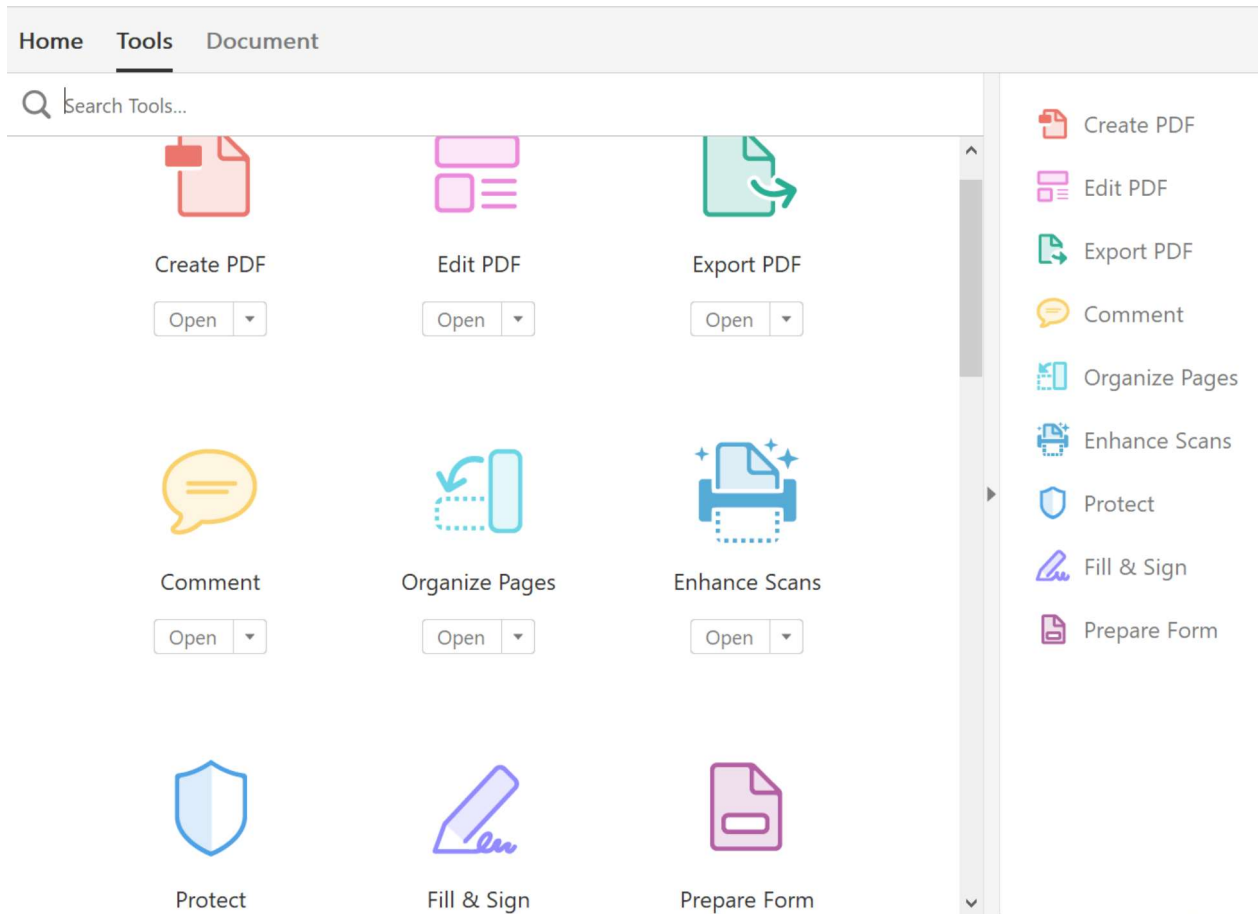 Home Tools Document
Search Tools...
Create PDF Edit PDF Export PDF
Open Open Open
Comment Organize Pages Enhance Scans
Open Open Open
Protect Fill & Sign Prepare Form
Create PDF
Edit PDF
Export PDF
Comment
Organize Pages
Enhance Scans
Protect
Fill & Sign
Prepare Form